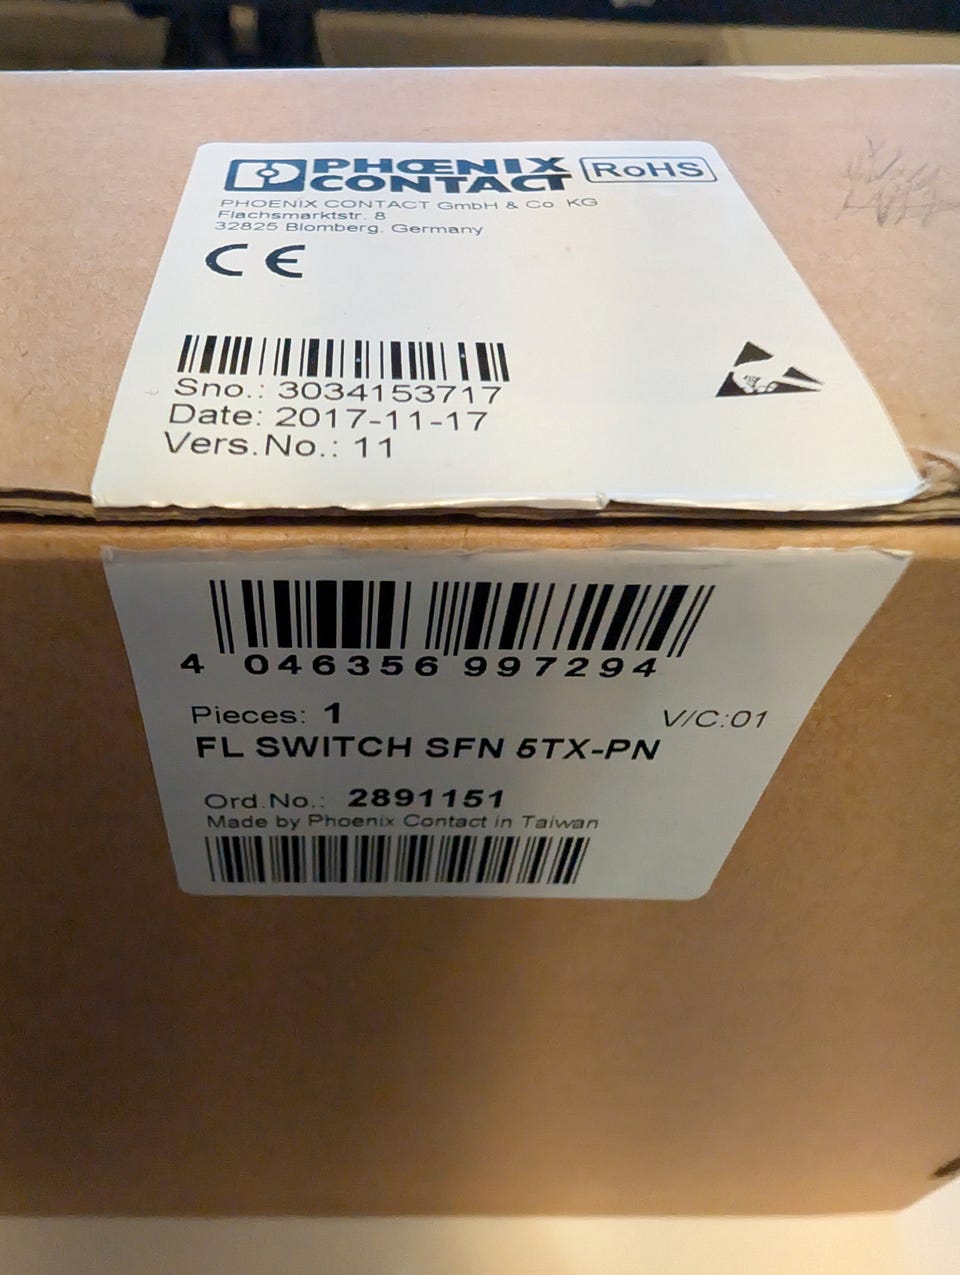 PHŒNIX
CONTACT
RoHS
PHOENIX CONTACT GmbH & Co KG
Flachsmarktstr. 8
32825 Blomberg, Germany
CE
Sno.: 3034153717
Date: 2017-11-17
Vers.No.: 11
4 046356 997294
Pieces: 1
V/C:01
FL SWITCH SFN 5TX-PN
Ord.No.: 2891151
Made by Phoenix Contact in Taiwan